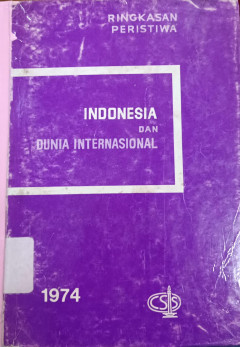 RINGKASAN
PERISTIWA
INDONESIA
DAN
DUNIA INTERNASIONAL
1974
CSIS